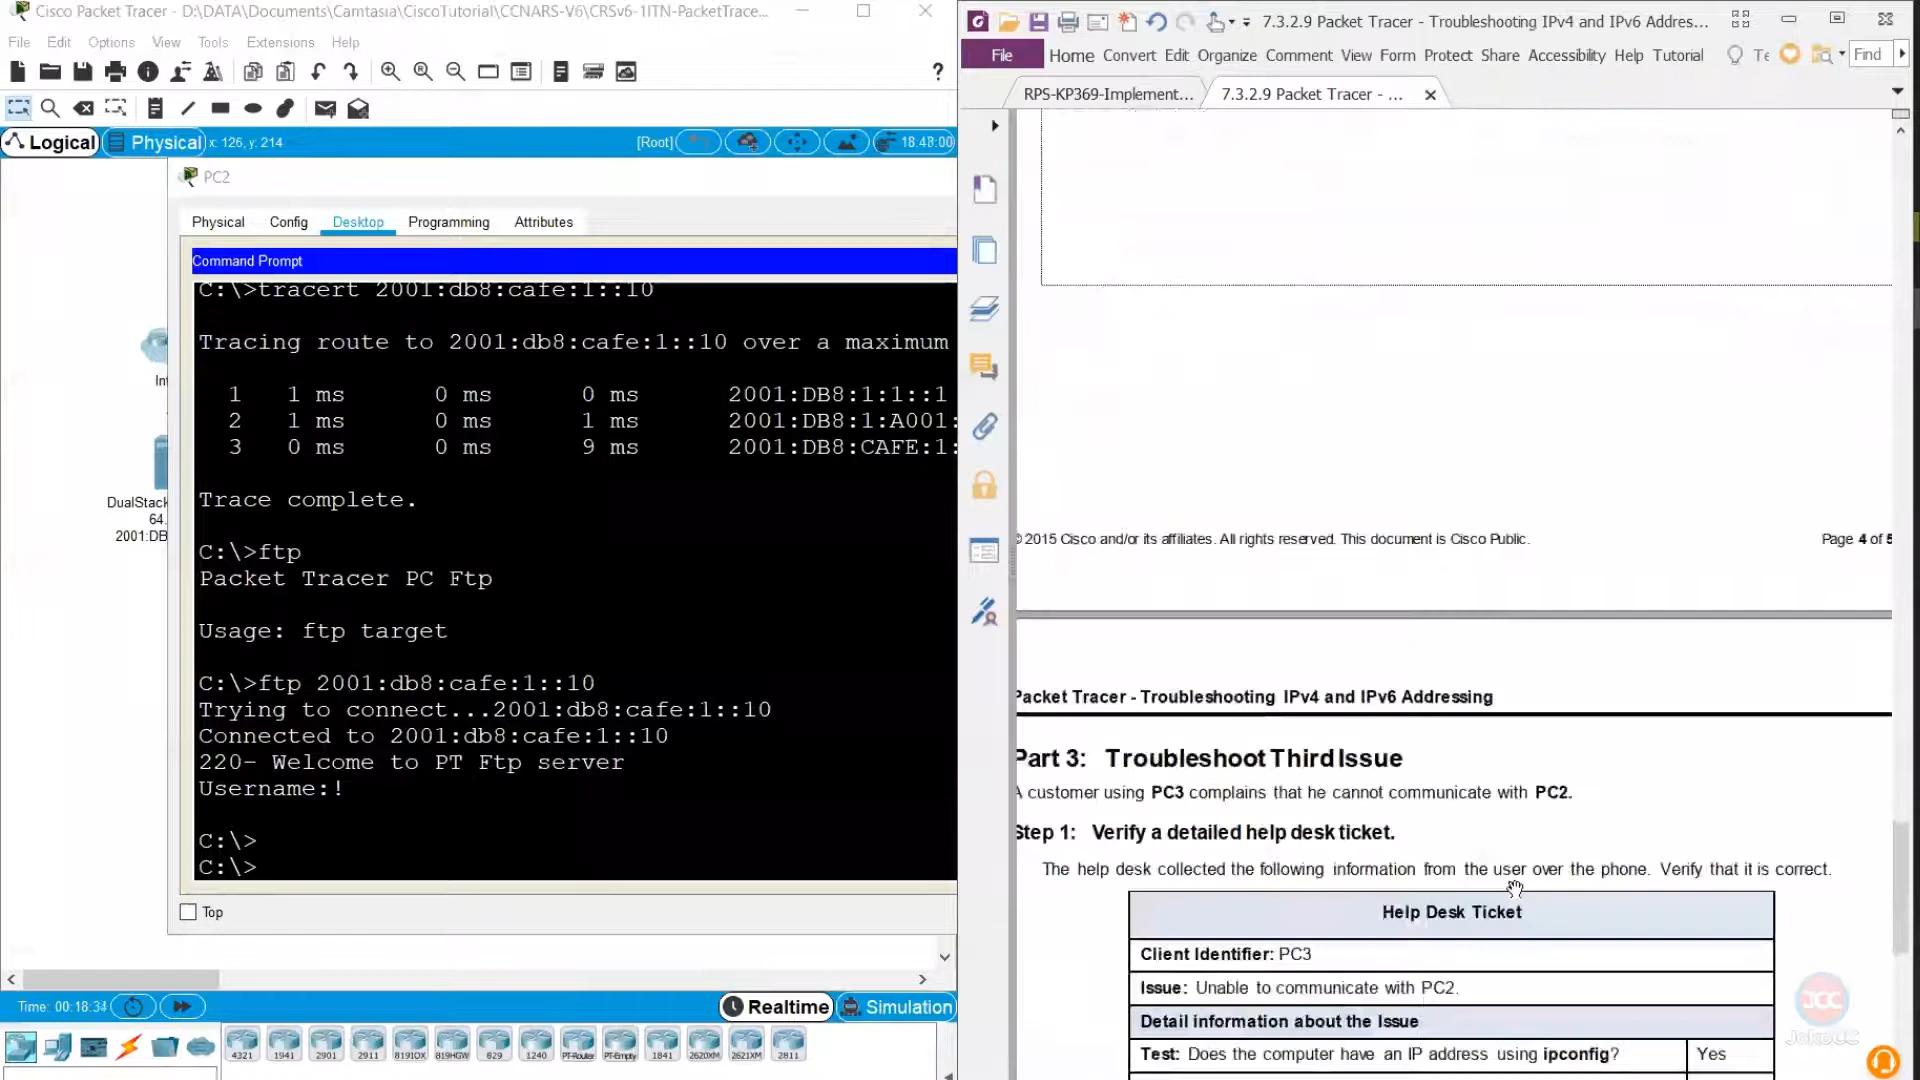 Cisco Packet Tracer - D:\DATA\Documents\Camtasia\CiscoTutorial\CCNARS-V6\CRSv6-1ITN-PacketTrace...
File Edit Options View Tools Extensions Help
?
Logical Physical x: 126, y: 214 [Root] 18:48:00
PC2
Physical Config Desktop Programming Attributes
Command Prompt
C:\>tracert 2001:db8:cafe:1::10
Tracing route to 2001:db8:cafe:1::10 over a maximum
1 1 ms 0 ms 0 ms 2001:DB8:1:1::1
2 1 ms 0 ms 1 ms 2001:DB8:1:A001:
3 0 ms 0 ms 9 ms 2001:DB8:CAFE:1:
Trace complete.
C:\>ftp
Packet Tracer PC Ftp
Usage: ftp target
C:\>ftp 2001:db8:cafe:1::10
Trying to connect...2001:db8:cafe:1::10
Connected to 2001:db8:cafe:1::10
220- Welcome to PT Ftp server
Username:!
C:\>
C:\>
Top
Int
DualStack
64.
2001:DB
Time: 00:18:34 Realtime Simulation
4321 1941 2901 2911 819IOX 819HGW 829 1240 PT-Router PT-Empty 1841 2620XM 2621XM 2811
7.3.2.9 Packet Tracer - Troubleshooting IPv4 and IPv6 Addres...
File Home Convert Edit Organize Comment View Form Protect Share Accessibility Help Tutorial Te Find
RPS-KP369-Implement... 7.3.2.9 Packet Tracer - ...
2015 Cisco and/or its affiliates. All rights reserved. This document is Cisco Public. Page 4 of 5
Packet Tracer - Troubleshooting IPv4 and IPv6 Addressing
Part 3: Troubleshoot Third Issue
A customer using PC3 complains that he cannot communicate with PC2.
Step 1: Verify a detailed help desk ticket.
The help desk collected the following information from the user over the phone. Verify that it is correct.
Help Desk Ticket
Client Identifier: PC3
Issue: Unable to communicate with PC2.
Detail information about the Issue
Test: Does the computer have an IP address using ipconfig? Yes
JCC